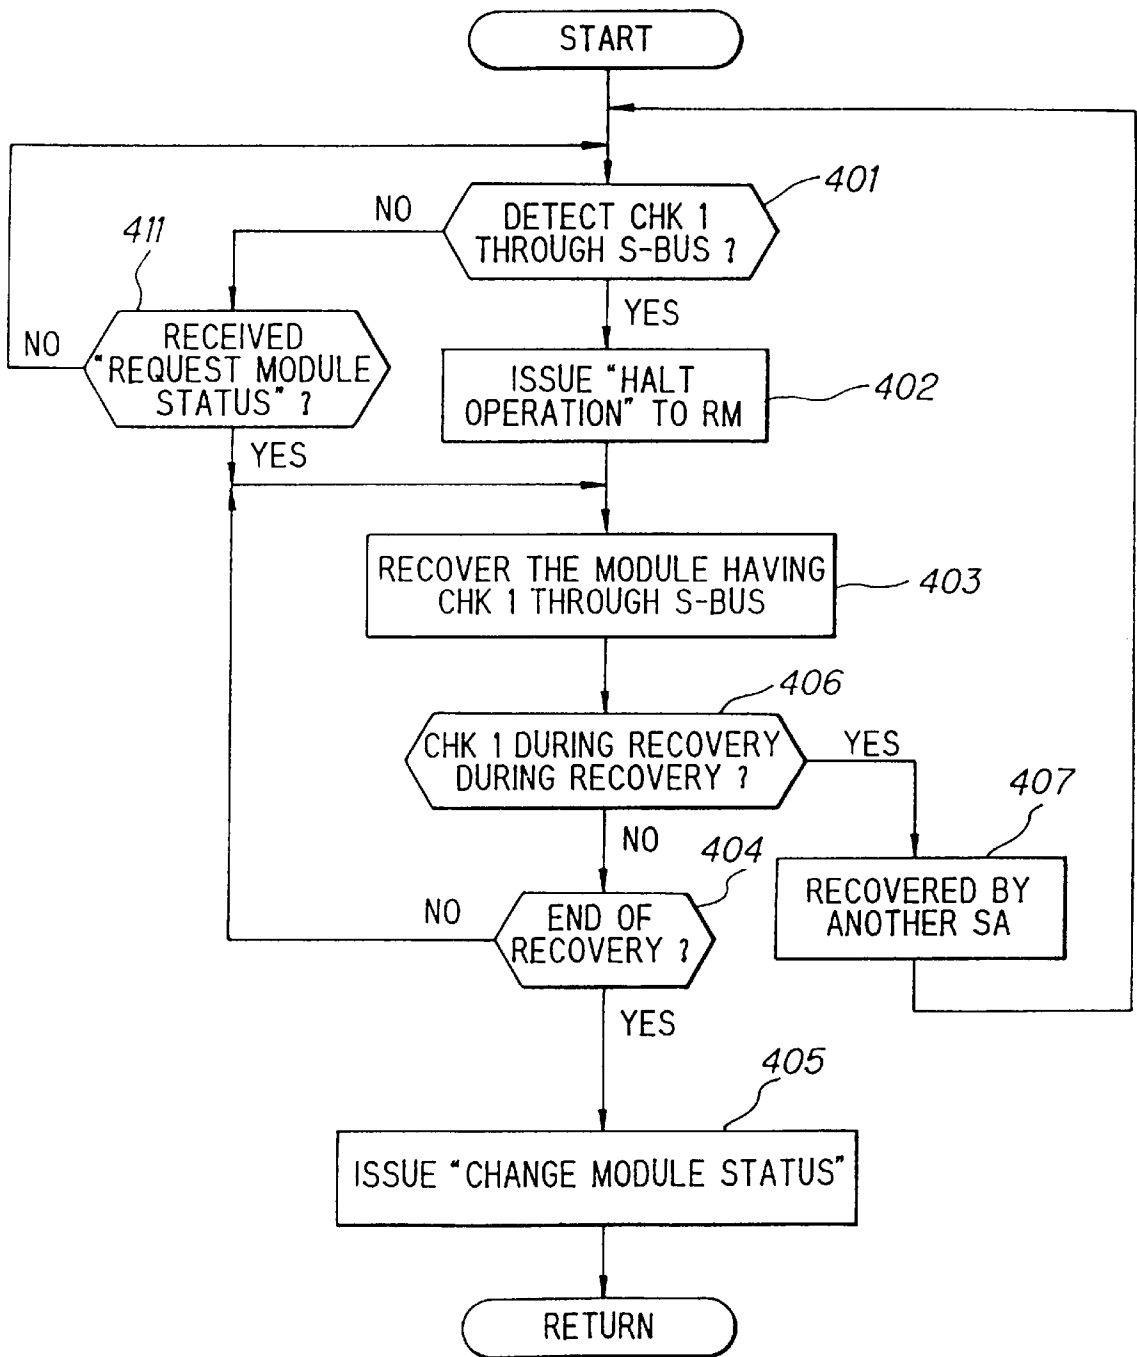 START
401
DETECT CHK 1
THROUGH S-BUS ?
NO
411
YES
RECEIVED
"REQUEST MODULE
STATUS" ?
NO
ISSUE "HALT
OPERATION" TO RM
402
YES
RECOVER THE MODULE HAVING
CHK 1 THROUGH S-BUS
403
406
CHK 1 DURING RECOVERY
DURING RECOVERY ?
YES
407
NO
404
RECOVERED BY
ANOTHER SA
END OF
RECOVERY ?
NO
YES
405
ISSUE "CHANGE MODULE STATUS"
RETURN